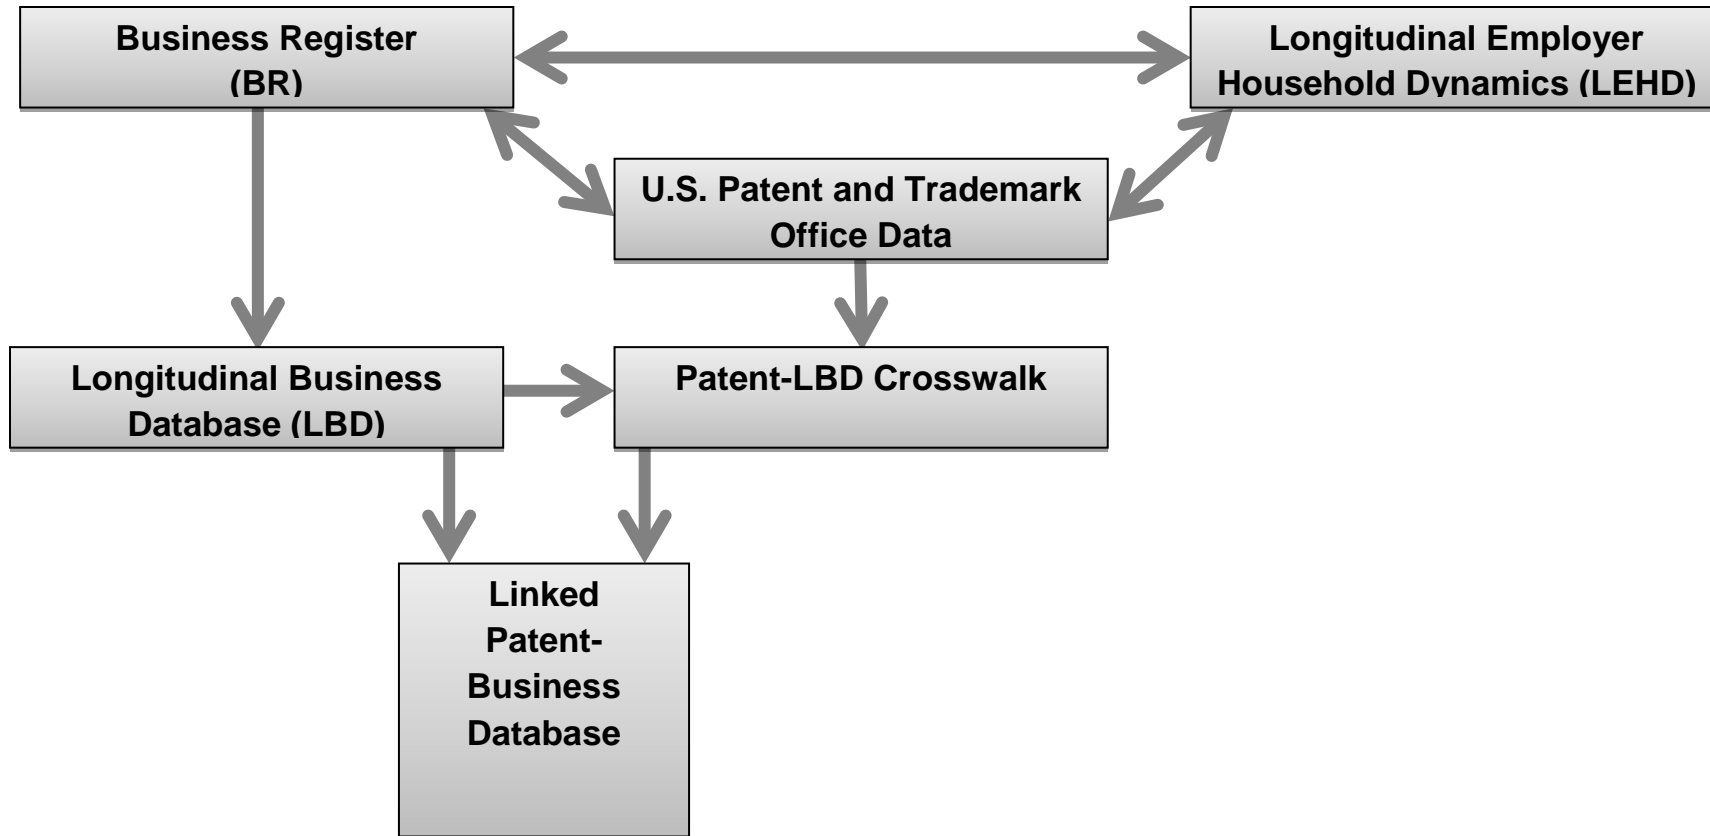 Business Register
(BR)
Longitudinal Employer
Household Dynamics (LEHD)
U.S. Patent and Trademark
Office Data
Longitudinal Business
Database (LBD)
Patent-LBD Crosswalk
Linked
Patent-
Business
Database